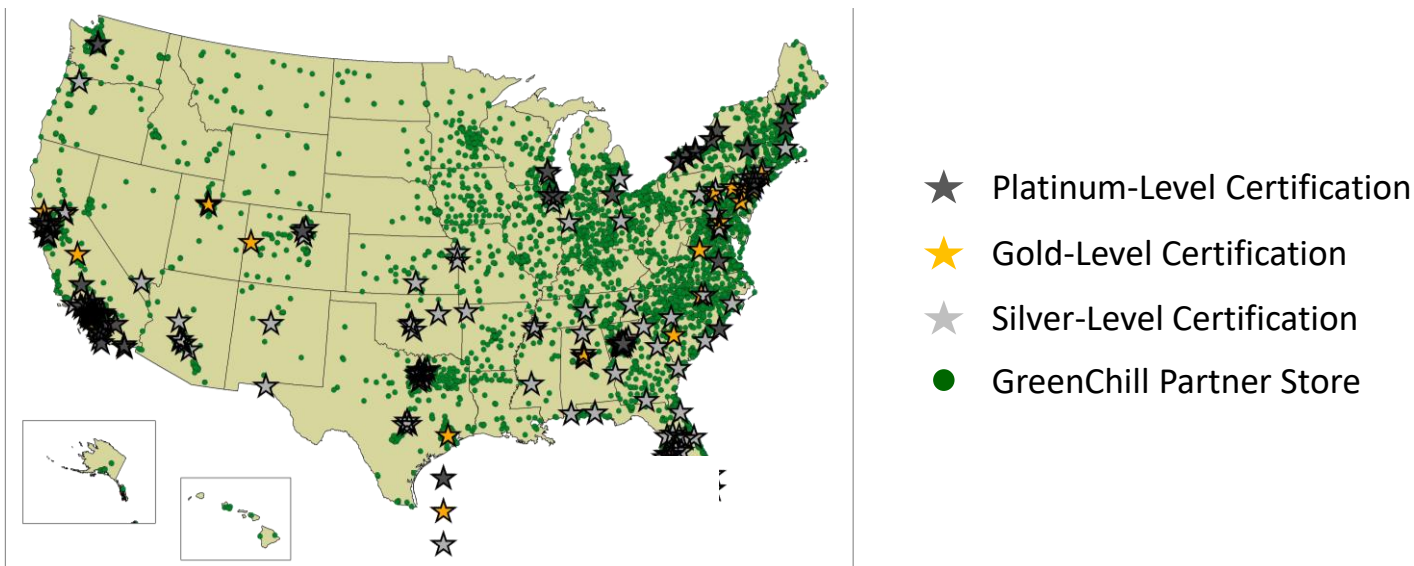 Platinum-Level Certification
Gold-Level Certification
Silver-Level Certification
GreenChill Partner Store